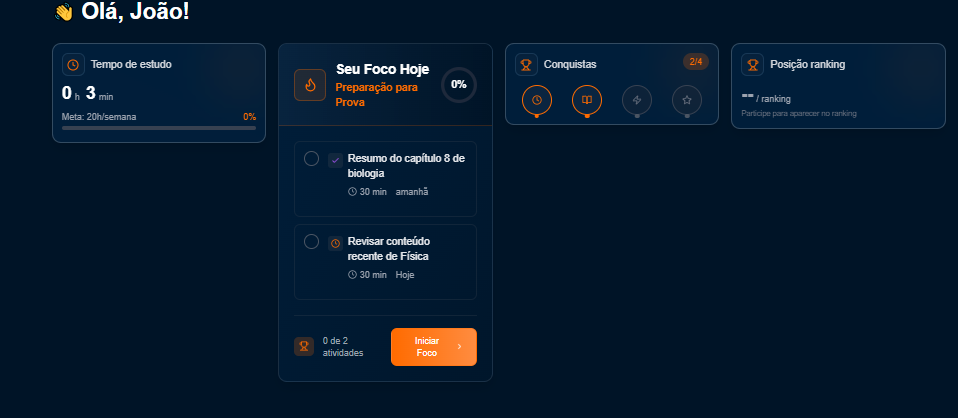 👋 Olá, João!
Tempo de estudo
0 h 3 min
Meta: 20h/semana 0%
Seu Foco Hoje
Preparação para
Prova
0%
Resumo do capítulo 8 de
biologia
30 min amanhã
Revisar conteúdo
recente de Física
30 min Hoje
0 de 2
atividades
Iniciar
Foco
Conquistas 2/4
Posição ranking
-- / ranking
Participe para aparecer no ranking